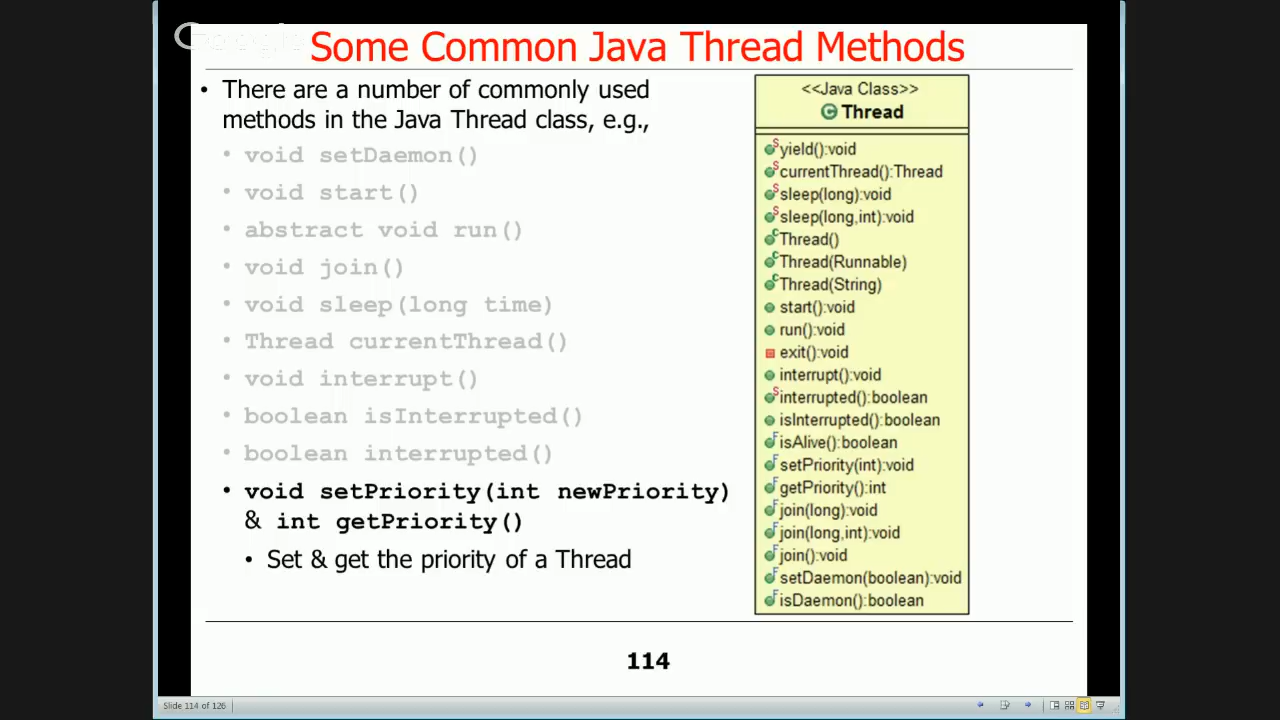 Some Common Java Thread Methods
• There are a number of commonly used
methods in the Java Thread class, e.g.,
• void setDaemon()
• void start()
• abstract void run()
• void join()
• void sleep(long time)
• Thread currentThread()
• void interrupt()
• boolean isInterrupted()
• boolean interrupted()
• void setPriority(int newPriority)
& int getPriority()
• Set & get the priority of a Thread
<<Java Class>>
C Thread
S yield():void
S currentThread():Thread
S sleep(long):void
S sleep(long,int):void
C Thread()
C Thread(Runnable)
C Thread(String)
start():void
run():void
exit():void
interrupt():void
S interrupted():boolean
isInterrupted():boolean
F isAlive():boolean
F setPriority(int):void
F getPriority():int
F join(long):void
F join(long,int):void
F join():void
F setDaemon(boolean):void
F isDaemon():boolean
114
Slide 114 of 126